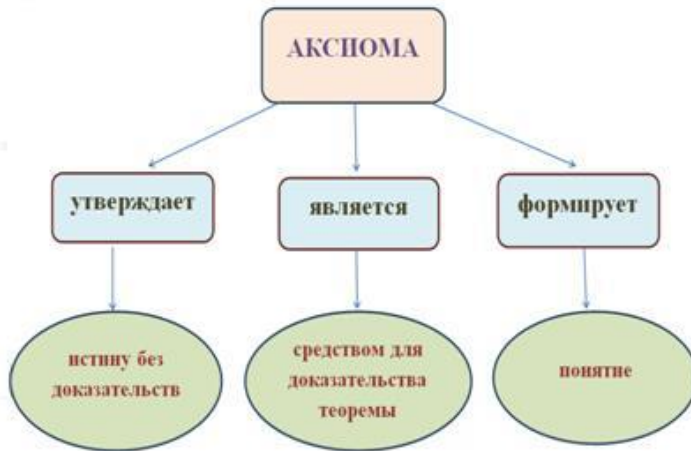 АКСИОМА
утверждает
является
формирует
истину без
доказательств
средством для
доказательства
теоремы
понятие